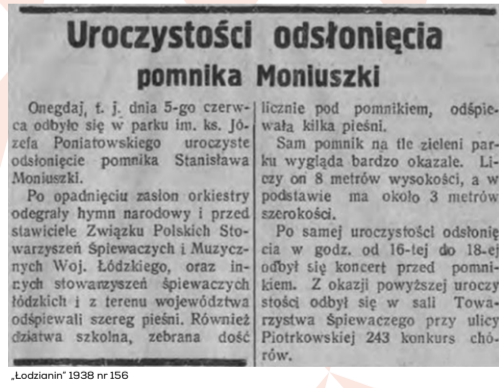 Uroczystości odsłonięcia
pomnika Moniuszki
Onegdaj, t. j. dnia 5-go czerw-
ca odbyło się w parku im. ks. Jó-
zefa Poniatowskiego uroczyste
odsłonięcie pomnika Stanisława
Moniuszki.
Po opadnięciu zasłon orkiestry
odegrały hymn narodowy i przed
stawiciele Związku Polskich Sto-
warzyszeń Śpiewaczych i Muzycz-
nych Woj. Łódzkiego, oraz in-
nych stowarzyszeń śpiewaczych
łódzkich i z terenu województwa
odśpiewali szereg pieśni. Również
dziatwa szkolna, zebrana dość
licznie pod pomnikiem, odśpie-
wała kilka pieśni.
Sam pomnik na tle zieleni par-
ku wygląda bardzo okazale. Li-
czy on 8 metrów wysokości, a w
podstawie ma około 3 metrów
szerokości.
Po samej uroczystości odsłonię
cia w godz. od 16-tej do 18-ej
odbył się koncert przed pomni-
kiem. Z okazji powyższej uroczy
stości odbył się w sali Towa-
rzystwa Śpiewaczego przy ulicy
Piotrkowskiej 243 konkurs chó-
rów.
„Łodzianin” 1938 nr 156